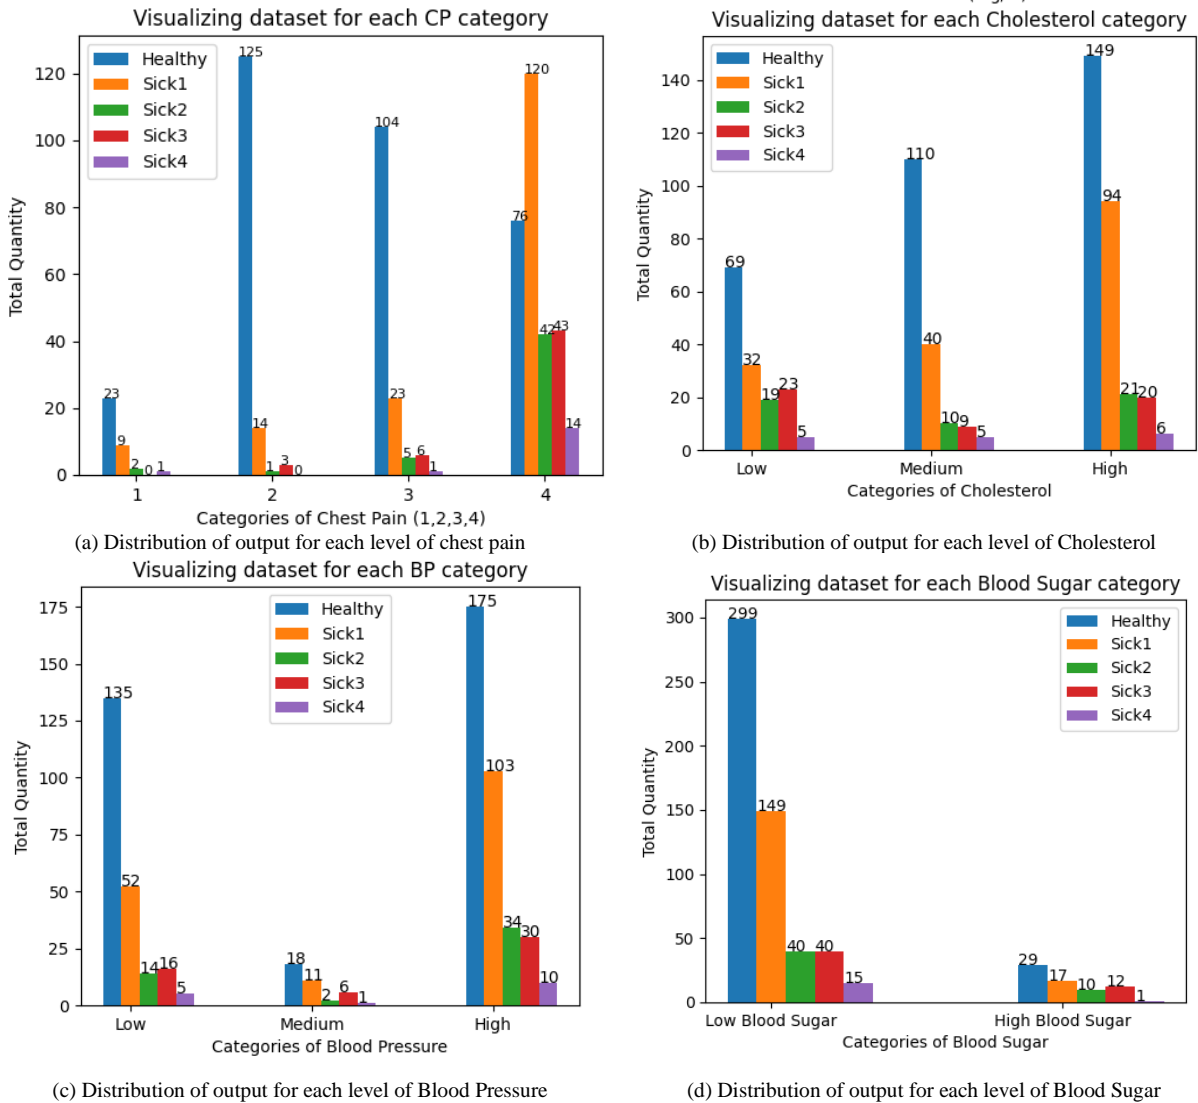 Visualizing dataset for each CP category
Total Quantity
120
100
80
60
40
20
0
Healthy
Sick1
Sick2
Sick3
Sick4
23
9
2
0
1
125
14
1
3
0
104
23
5
6
1
76
120
42
43
14
1
2
3
4
Categories of Chest Pain (1,2,3,4)
(a) Distribution of output for each level of chest pain
Visualizing dataset for each Cholesterol category
Total Quantity
140
120
100
80
60
40
20
0
Healthy
Sick1
Sick2
Sick3
Sick4
69
32
19
23
5
110
40
10
9
5
149
94
21
20
6
Low
Medium
High
Categories of Cholesterol
(b) Distribution of output for each level of Cholesterol
Visualizing dataset for each BP category
Total Quantity
175
150
125
100
75
50
25
0
Healthy
Sick1
Sick2
Sick3
Sick4
135
52
14
16
5
18
11
2
6
1
175
103
34
30
10
Low
Medium
High
Categories of Blood Pressure
(c) Distribution of output for each level of Blood Pressure
Visualizing dataset for each Blood Sugar category
Total Quantity
300
250
200
150
100
50
0
Healthy
Sick1
Sick2
Sick3
Sick4
299
149
40
40
15
29
17
10
12
1
Low Blood Sugar
High Blood Sugar
Categories of Blood Sugar
(d) Distribution of output for each level of Blood Sugar